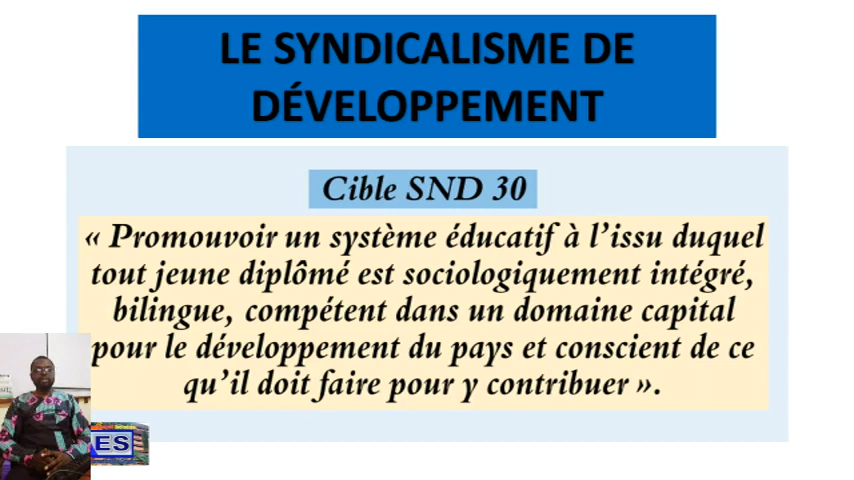 LE SYNDICALISME DE
DÉVELOPPEMENT
Cible SND 30
« Promouvoir un système éducatif à l'issu duquel
tout jeune diplômé est sociologiquement intégré,
bilingue, compétent dans un domaine capital
pour le développement du pays et conscient de ce
qu'il doit faire pour y contribuer ».
ES